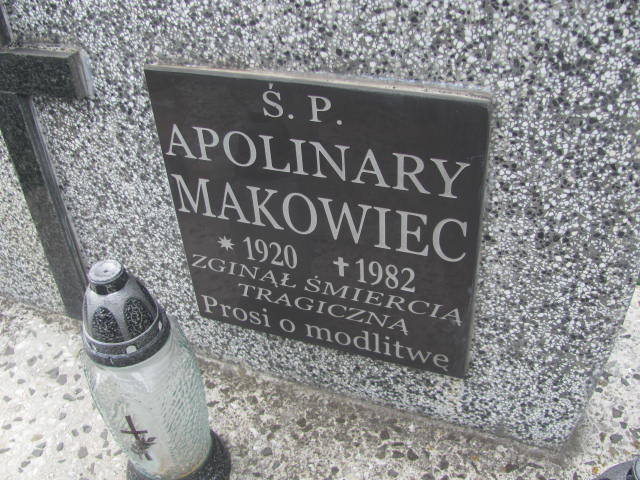 Ś. P.
APOLINARY
MAKOWIEC
✷ 1920 ✝ 1982
ZGINĄŁ ŚMIERCIĄ
TRAGICZNĄ
Prosi o modlitwę